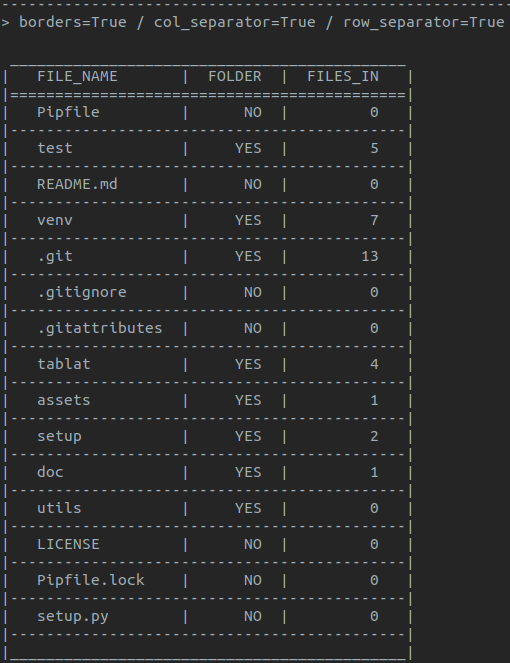 > borders=True / col_separator=True / row_separator=True
| FILE_NAME | FOLDER | FILES_IN |
| Pipfile | NO | 0 |
| test | YES | 5 |
| README.md | NO | 0 |
| venv | YES | 7 |
| .git | YES | 13 |
| .gitignore | NO | 0 |
| .gitattributes | NO | 0 |
| tablat | YES | 4 |
| assets | YES | 1 |
| setup | YES | 2 |
| doc | YES | 1 |
| utils | YES | 0 |
| LICENSE | NO | 0 |
| Pipfile.lock | NO | 0 |
| setup.py | NO | 0 |